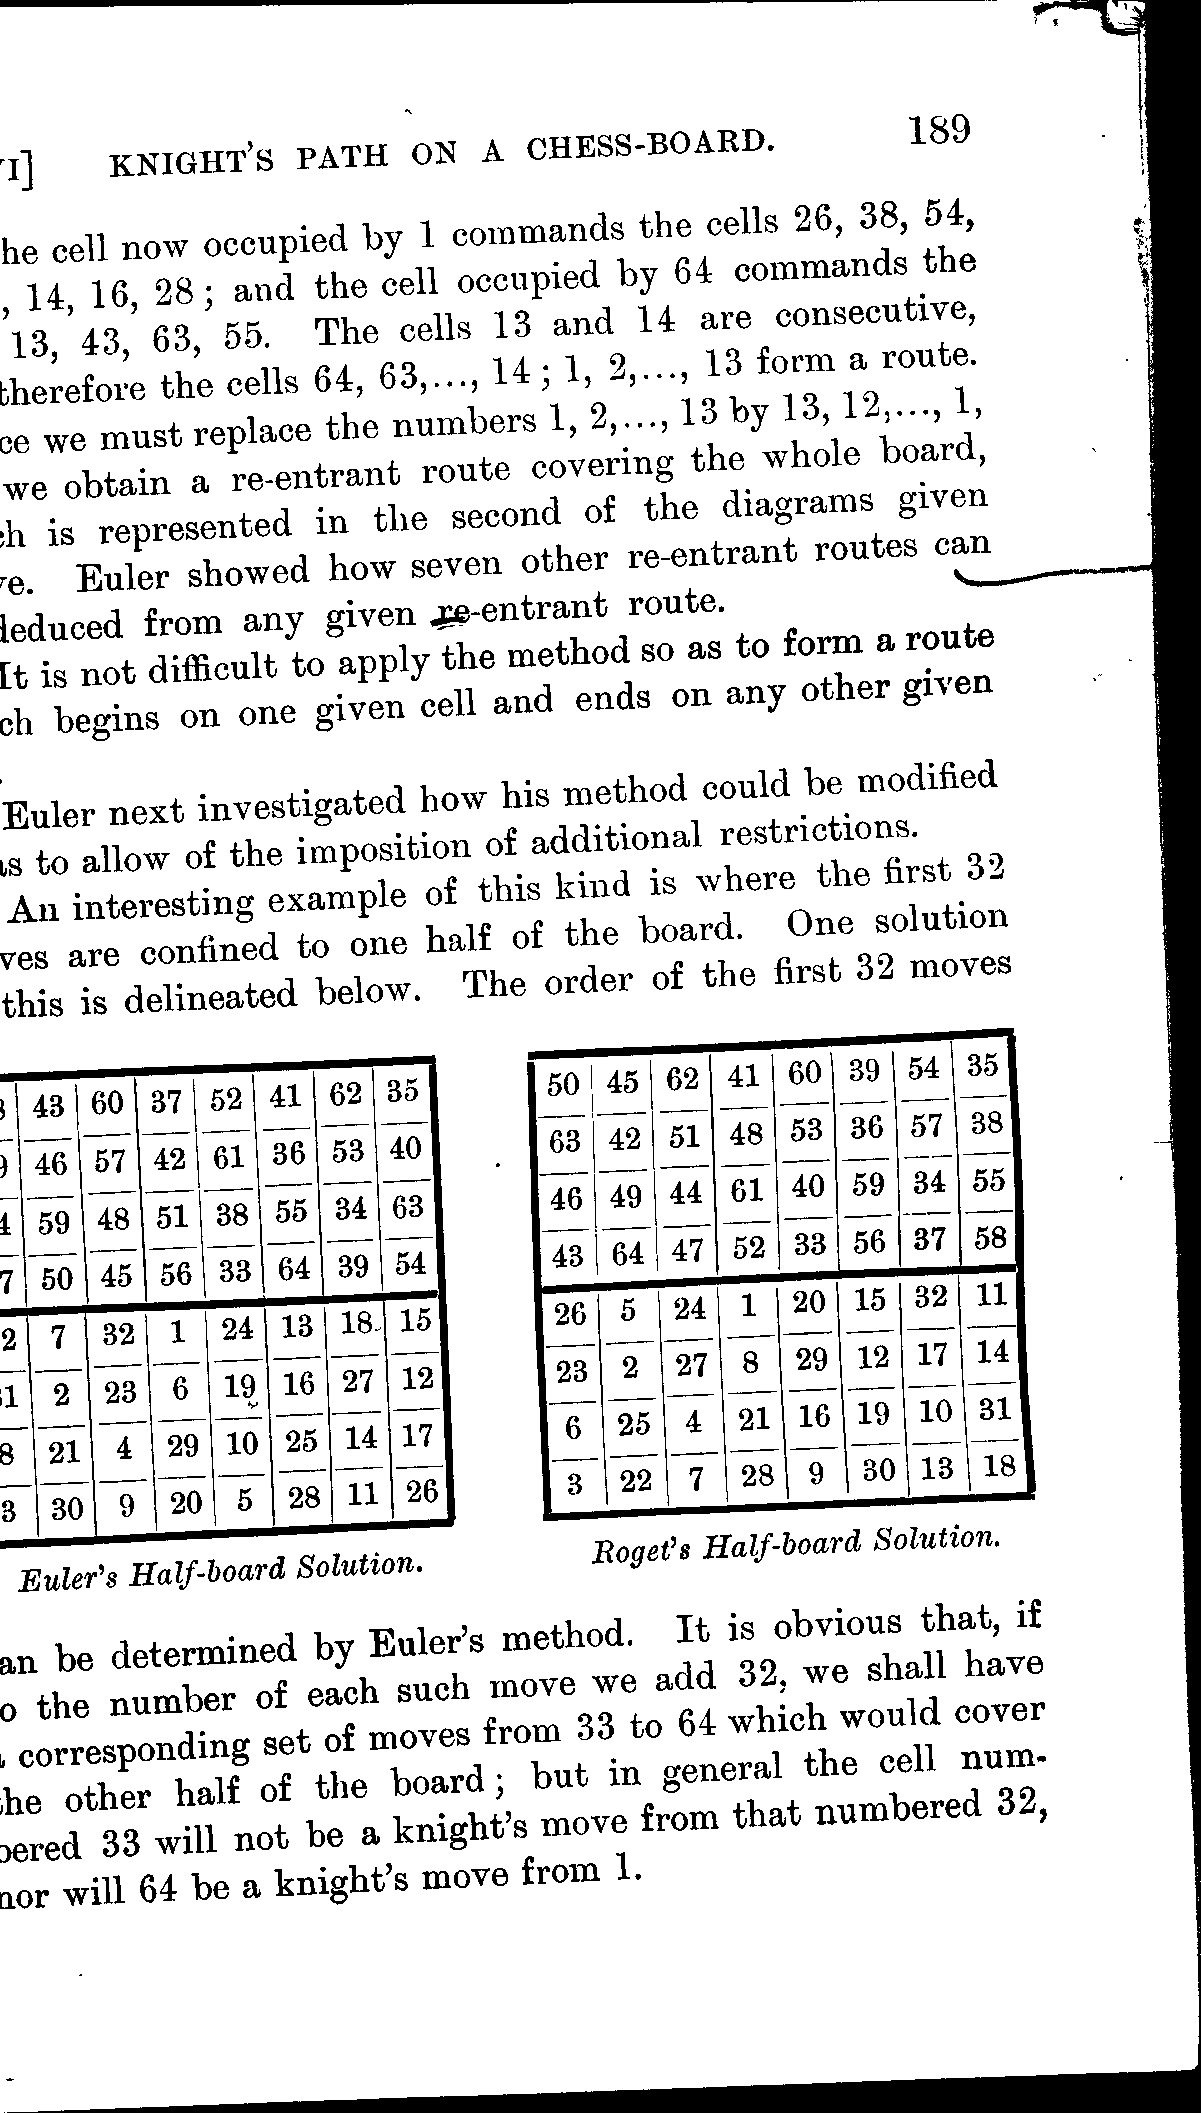 VI] KNIGHT'S PATH ON A CHESS-BOARD. 189
he cell now occupied by 1 commands the cells 26, 38, 54,
, 14, 16, 28; and the cell occupied by 64 commands the
13, 43, 63, 55. The cells 13 and 14 are consecutive,
therefore the cells 64, 63,..., 14; 1, 2,..., 13 form a route.
ce we must replace the numbers 1, 2,..., 13 by 13, 12,..., 1,
we obtain a re-entrant route covering the whole board,
ch is represented in the second of the diagrams given
ve. Euler showed how seven other re-entrant routes can
deduced from any given re-entrant route.
It is not difficult to apply the method so as to form a route
ch begins on one given cell and ends on any other given
.
Euler next investigated how his method could be modified
as to allow of the imposition of additional restrictions.
An interesting example of this kind is where the first 32
ves are confined to one half of the board. One solution
this is delineated below. The order of the first 32 moves
43 60 37 52 41 62 35
46 57 42 61 36 53 40
4 59 48 51 38 55 34 63
7 50 45 56 33 64 39 54
2 7 32 1 24 13 18 15
31 2 23 6 19 16 27 12
8 21 4 29 10 25 14 17
3 30 9 20 5 28 11 26
Euler's Half-board Solution.
50 45 62 41 60 39 54 35
63 42 51 48 53 36 57 38
46 49 44 61 40 59 34 55
43 64 47 52 33 56 37 58
26 5 24 1 20 15 32 11
23 2 27 8 29 12 17 14
6 25 4 21 16 19 10 31
3 22 7 28 9 30 13 18
Roget's Half-board Solution.
an be determined by Euler's method. It is obvious that, if
o the number of each such move we add 32, we shall have
a corresponding set of moves from 33 to 64 which would cover
the other half of the board; but in general the cell num-
bered 33 will not be a knight's move from that numbered 32,
nor will 64 be a knight's move from 1.